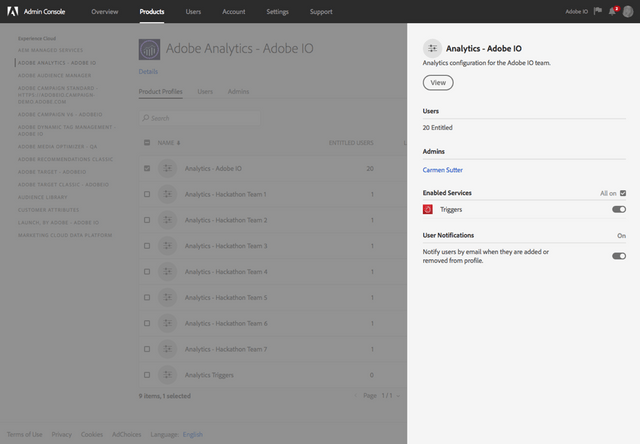 Admin Console
Overview
Products
Users
Account
Settings
Support
Adobe IO
Experience Cloud
AEM MANAGED SERVICES
ADOBE ANALYTICS - ADOBE IO
ADOBE AUDIENCE MANAGER
ADOBE CAMPAIGN STANDARD -
HTTPS://ADOBEIO.CAMPAIGN-
DEMO.ADOBE.COM
ADOBE CAMPAIGN V6 - ADOBEIO
ADOBE DYNAMIC TAG MANAGEMENT -
ADOBE IO
ADOBE MEDIA OPTIMIZER - QA
ADOBE RECOMMENDATIONS CLASSIC
ADOBE TARGET - ADOBEIO
ADOBE TARGET CLASSIC - ADOBEIO
AUDIENCE LIBRARY
CUSTOMER ATTRIBUTES
LAUNCH, BY ADOBE - ADOBE IO
MARKETING CLOUD DATA PLATFORM
Adobe Analytics - Adobe IO
Details
Product Profiles
Users
Admins
Search
NAME
ENTITLED USERS
Analytics - Adobe IO 20
Analytics - Hackathon Team 1 1
Analytics - Hackathon Team 2 1
Analytics - Hackathon Team 3 1
Analytics - Hackathon Team 4 1
Analytics - Hackathon Team 5 1
Analytics - Hackathon Team 6 1
Analytics - Hackathon Team 7 1
Analytics Triggers 0
9 items, 1 selected
Page 1 / 1
Analytics - Adobe IO
Analytics configuration for the Adobe IO team.
View
Users
20 Entitled
Admins
Carmen Sutter
Enabled Services
All on
Triggers
User Notifications
On
Notify users by email when they are added or
removed from profile.
Terms of Use
Privacy
Cookies
AdChoices
Language: English